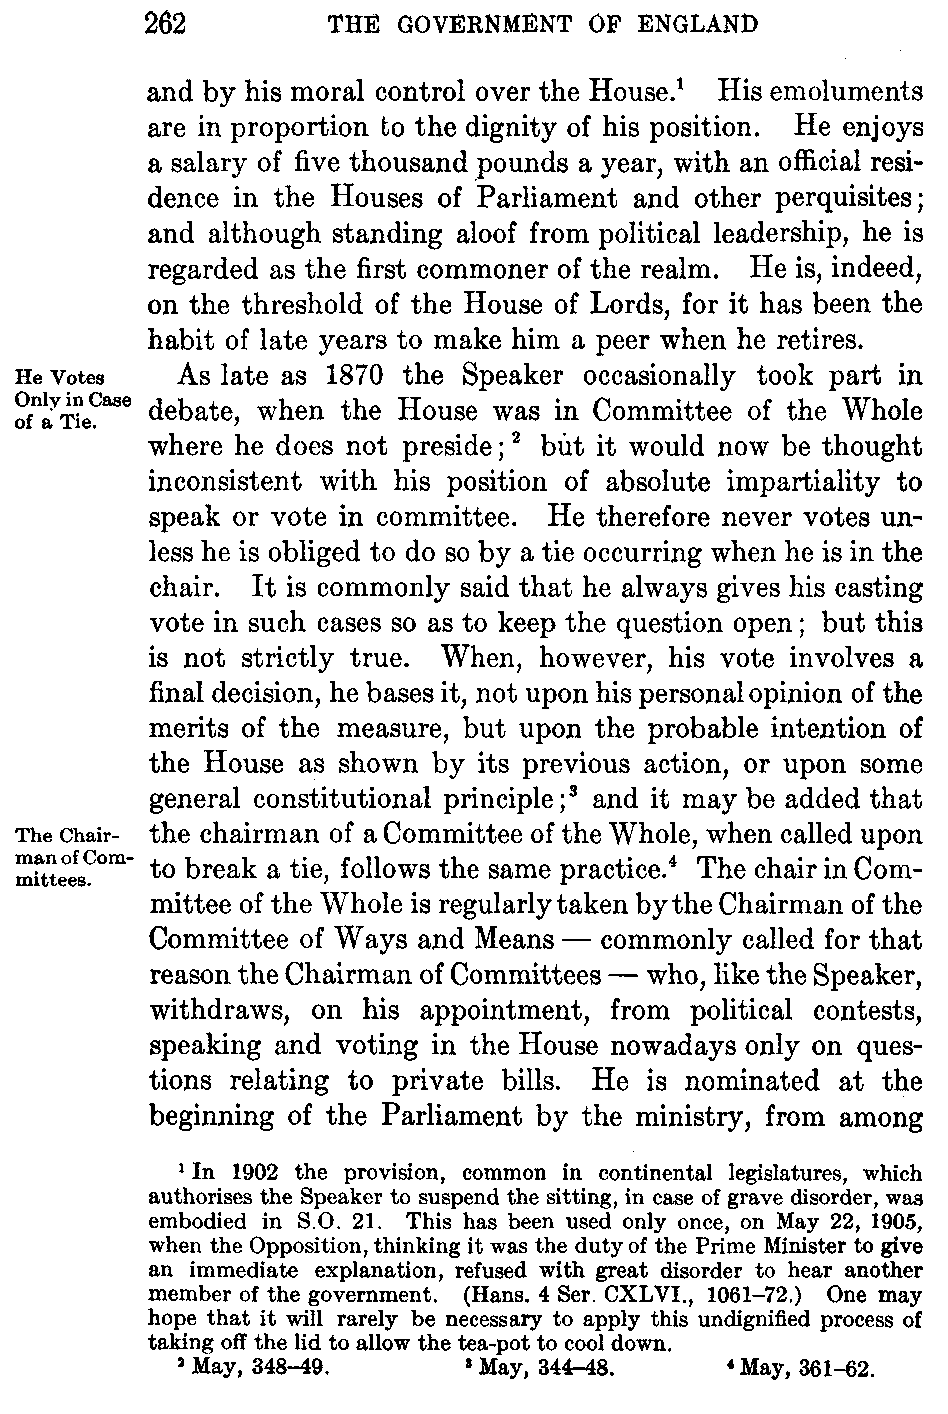 262 THE GOVERNMENT OF ENGLAND
and by his moral control over the House.¹ His emoluments
are in proportion to the dignity of his position. He enjoys
a salary of five thousand pounds a year, with an official resi-
dence in the Houses of Parliament and other perquisites;
and although standing aloof from political leadership, he is
regarded as the first commoner of the realm. He is, indeed,
on the threshold of the House of Lords, for it has been the
habit of late years to make him a peer when he retires.
He Votes
Only in Case
of a Tie.
As late as 1870 the Speaker occasionally took part in
debate, when the House was in Committee of the Whole
where he does not preside;² but it would now be thought
inconsistent with his position of absolute impartiality to
speak or vote in committee. He therefore never votes un-
less he is obliged to do so by a tie occurring when he is in the
chair. It is commonly said that he always gives his casting
vote in such cases so as to keep the question open; but this
is not strictly true. When, however, his vote involves a
final decision, he bases it, not upon his personal opinion of the
merits of the measure, but upon the probable intention of
the House as shown by its previous action, or upon some
general constitutional principle;³ and it may be added that
The Chair-
man of Com-
mittees.
the chairman of a Committee of the Whole, when called upon
to break a tie, follows the same practice.⁴ The chair in Com-
mittee of the Whole is regularly taken by the Chairman of the
Committee of Ways and Means — commonly called for that
reason the Chairman of Committees — who, like the Speaker,
withdraws, on his appointment, from political contests,
speaking and voting in the House nowadays only on ques-
tions relating to private bills. He is nominated at the
beginning of the Parliament by the ministry, from among
¹ In 1902 the provision, common in continental legislatures, which
authorises the Speaker to suspend the sitting, in case of grave disorder, was
embodied in S.O. 21. This has been used only once, on May 22, 1905,
when the Opposition, thinking it was the duty of the Prime Minister to give
an immediate explanation, refused with great disorder to hear another
member of the government. (Hans. 4 Ser. CXLVI., 1061–72.) One may
hope that it will rarely be necessary to apply this undignified process of
taking off the lid to allow the tea-pot to cool down.
² May, 348–49. ³ May, 344–48. ⁴ May, 361–62.